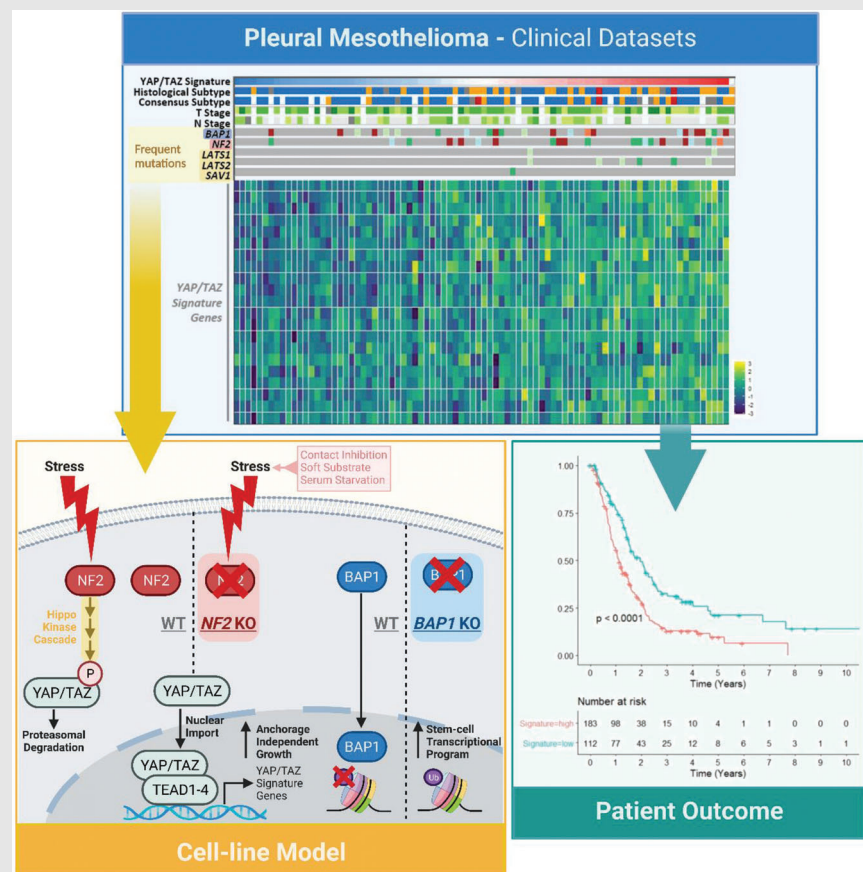 Pleural Mesothelioma - Clinical Datasets
YAP/TAZ Signature
Histological Subtype
Consensus Subtype
T Stage
N Stage
Frequent
mutations
BAP1
NF2
LATS1
LATS2
SAV1
YAP/TAZ
Signature
Genes
3
2
1
0
-1
-2
-3
Stress
Stress
Contact Inhibition
Soft Substrate
Serum Starvation
NF2
NF2
BAP1
Hippo
Kinase
Cascade
WT
NF2 KO
WT
BAP1 KO
P
YAP/TAZ
YAP/TAZ
Proteasomal
Degradation
Nuclear
Import
Anchorage
Independent
Growth
BAP1
Stem-cell
Transcriptional
Program
YAP/TAZ
TEAD1-4
YAP/TAZ
Signature
Genes
Ub
Cell-line Model
1.00
0.75
0.50
0.25
0.00
p < 0.0001
0 1 2 3 4 5 6 7 8 9 10
Time (Years)
Number at risk
Signature=high 183 98 38 15 10 4 1 1 0 0 0
Signature=low 112 77 43 25 12 8 6 5 3 1 1
0 1 2 3 4 5 6 7 8 9 10
Time (Years)
Patient Outcome